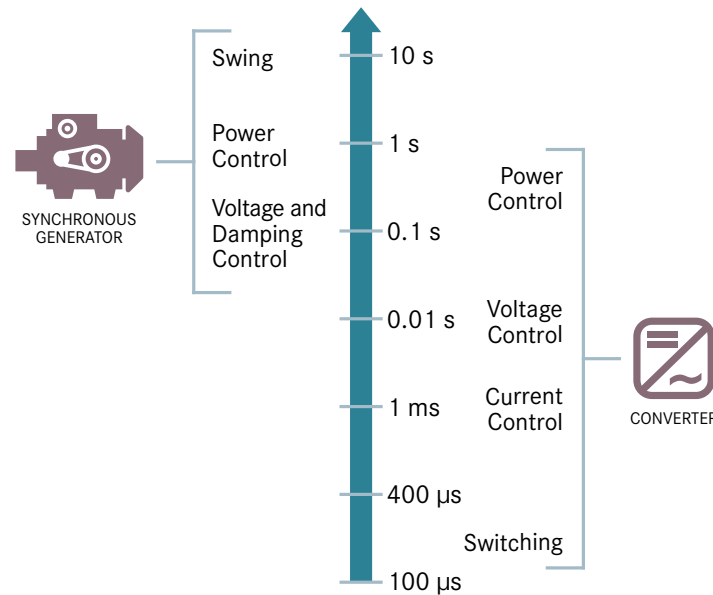 Swing
Power
Control
Voltage and
Damping
Control
SYNCHRONOUS
GENERATOR
10 s
1 s
0.1 s
0.01 s
1 ms
400 µs
100 µs
Power
Control
Voltage
Control
Current
Control
Switching
CONVERTER